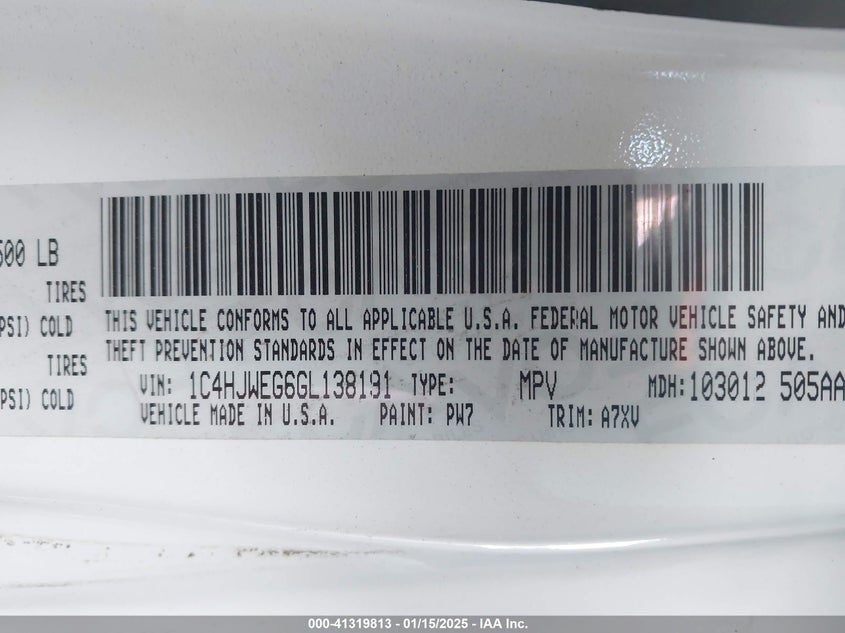 500 LB
TIRES
PSI) COLD
TIRES
PSI) COLD
THIS VEHICLE CONFORMS TO ALL APPLICABLE U.S.A. FEDERAL MOTOR VEHICLE SAFETY AND
THEFT PREVENTION STANDARDS IN EFFECT ON THE DATE OF MANUFACTURE SHOWN ABOVE.
VIN: 1C4HJWEG6GL138191 TYPE: MPV MDH:103012 505AA
VEHICLE MADE IN U.S.A. PAINT: PW7 TRIM: A7XV
000-41319813 - 01/15/2025 - IAA Inc.